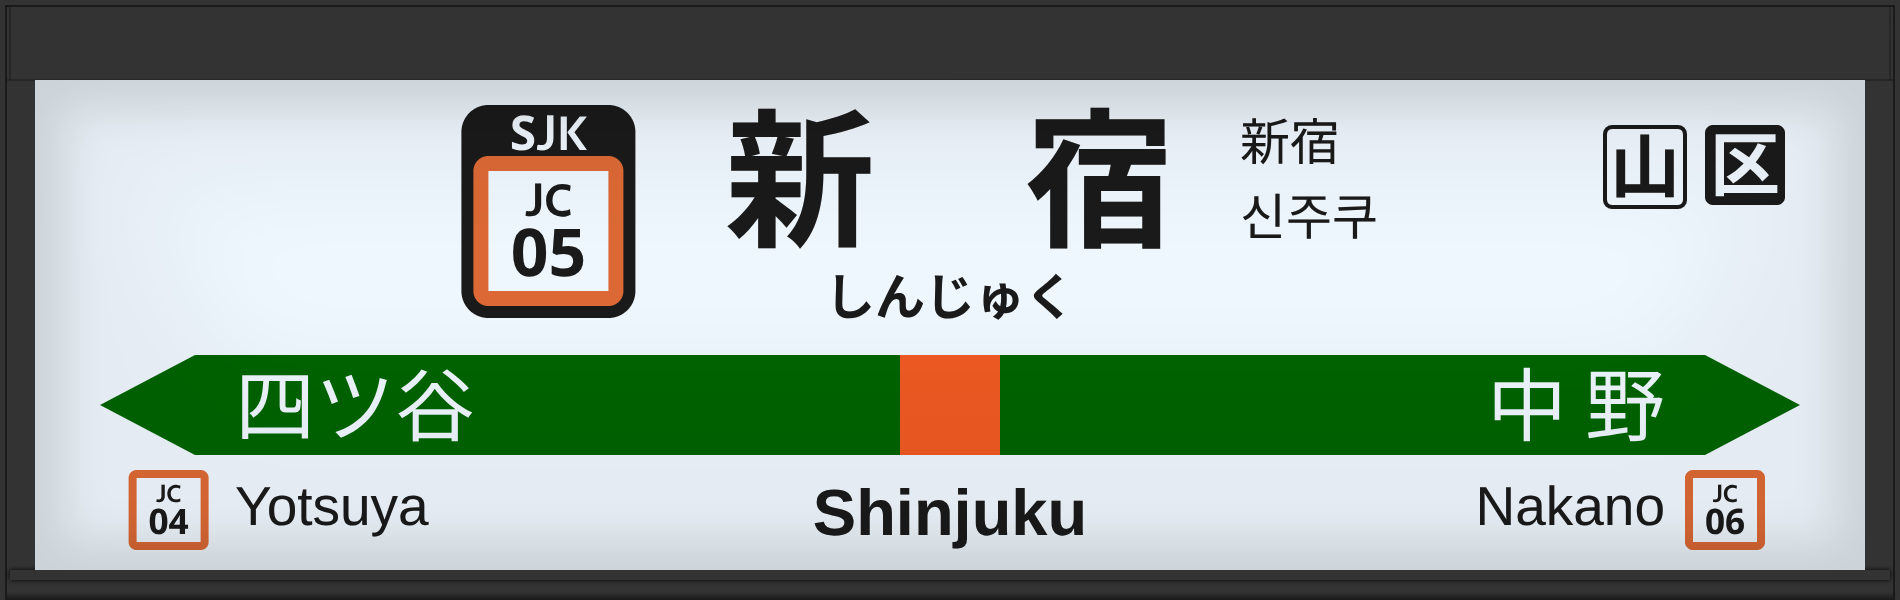 SJK
JC
05
新 宿
新宿
신주쿠
山 区
しんじゅく
四ツ谷
中 野
JC
04
Yotsuya
Shinjuku
Nakano
JC
06